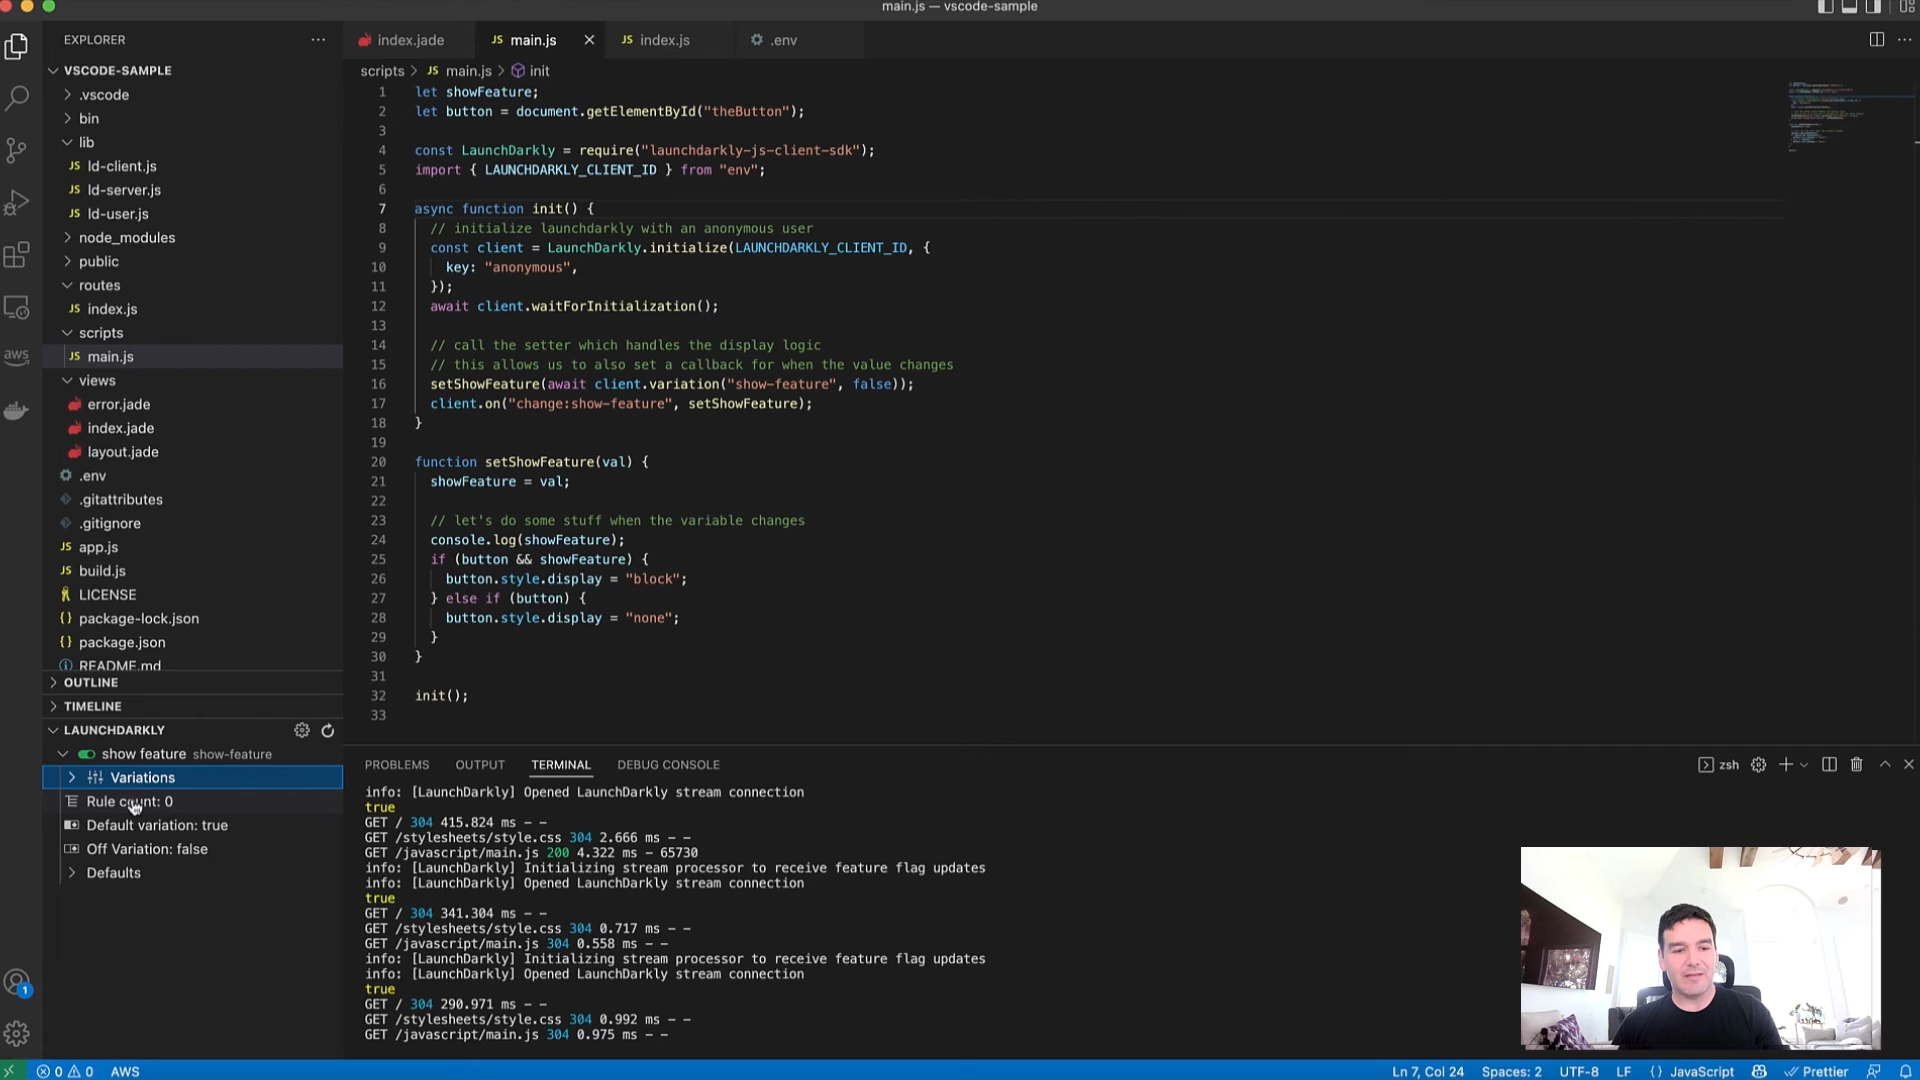 main.js — vscode-sample
EXPLORER
VSCODE-SAMPLE
.vscode
bin
lib
JS ld-client.js
JS ld-server.js
JS ld-user.js
node_modules
public
routes
JS index.js
scripts
JS main.js
views
error.jade
index.jade
layout.jade
.env
.gitattributes
.gitignore
JS app.js
JS build.js
LICENSE
{} package-lock.json
{} package.json
README.md
OUTLINE
TIMELINE
LAUNCHDARKLY
show feature show-feature
Variations
Rule count: 0
Default variation: true
Off Variation: false
Defaults
aws
1
index.jade
JS main.js
JS index.js
.env
scripts > JS main.js > init
1 let showFeature;
2 let button = document.getElementById("theButton");
3
4 const LaunchDarkly = require("launchdarkly-js-client-sdk");
5 import { LAUNCHDARKLY_CLIENT_ID } from "env";
6
7 async function init() {
8 // initialize launchdarkly with an anonymous user
9 const client = LaunchDarkly.initialize(LAUNCHDARKLY_CLIENT_ID, {
10 key: "anonymous",
11 });
12 await client.waitForInitialization();
13
14 // call the setter which handles the display logic
15 // this allows us to also set a callback for when the value changes
16 setShowFeature(await client.variation("show-feature", false));
17 client.on("change:show-feature", setShowFeature);
18 }
19
20 function setShowFeature(val) {
21 showFeature = val;
22
23 // let's do some stuff when the variable changes
24 console.log(showFeature);
25 if (button && showFeature) {
26 button.style.display = "block";
27 } else if (button) {
28 button.style.display = "none";
29 }
30 }
31
32 init();
33
PROBLEMS OUTPUT TERMINAL DEBUG CONSOLE
zsh
info: [LaunchDarkly] Opened LaunchDarkly stream connection
true
GET / 304 415.824 ms - -
GET /stylesheets/style.css 304 2.666 ms - -
GET /javascript/main.js 200 4.322 ms - 65730
info: [LaunchDarkly] Initializing stream processor to receive feature flag updates
info: [LaunchDarkly] Opened LaunchDarkly stream connection
true
GET / 304 341.304 ms - -
GET /stylesheets/style.css 304 0.717 ms - -
GET /javascript/main.js 304 0.558 ms - -
info: [LaunchDarkly] Initializing stream processor to receive feature flag updates
info: [LaunchDarkly] Opened LaunchDarkly stream connection
true
GET / 304 290.971 ms - -
GET /stylesheets/style.css 304 0.992 ms - -
GET /javascript/main.js 304 0.975 ms - -
0 0 AWS
Ln 7, Col 24 Spaces: 2 UTF-8 LF {} JavaScript Prettier